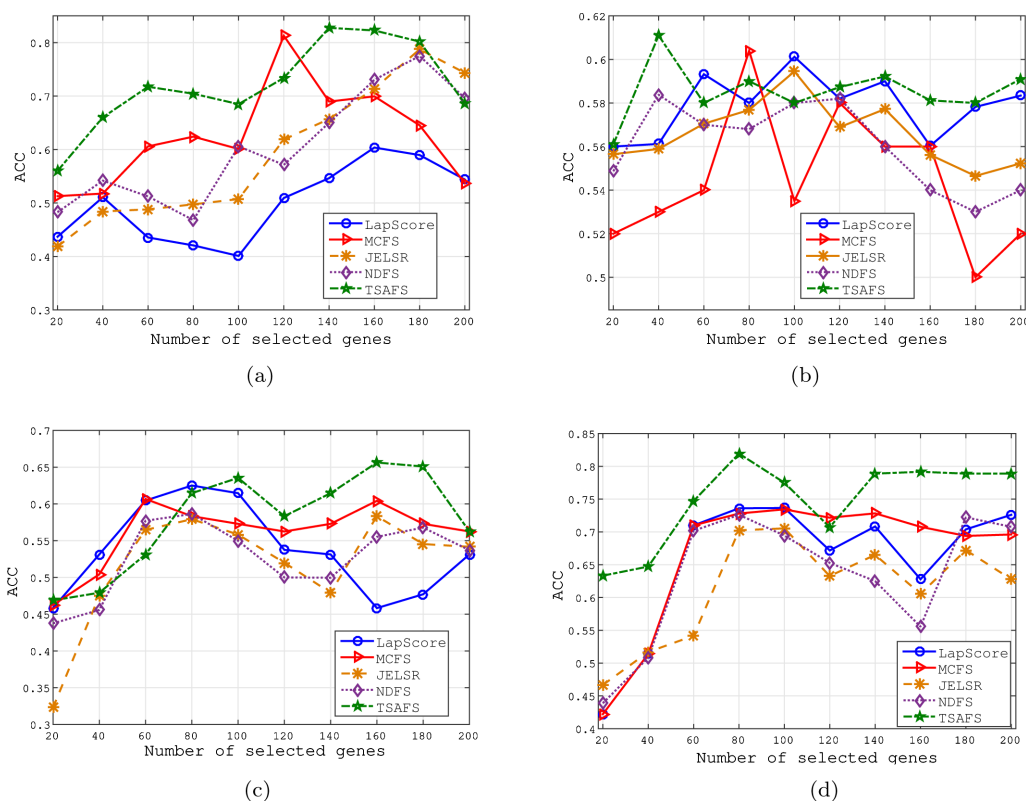 0.8
0.7
0.6
0.5
0.4
0.3
ACC
20 40 60 80 100 120 140 160 180 200
Number of selected genes
LapScore
MCFS
JELSR
NDFS
TSAFS
(a)
0.62
0.6
0.58
0.56
0.54
0.52
0.5
ACC
20 40 60 80 100 120 140 160 180 200
Number of selected genes
LapScore
MCFS
JELSR
NDFS
TSAFS
(b)
0.7
0.65
0.6
0.55
0.5
0.45
0.4
0.35
0.3
ACC
20 40 60 80 100 120 140 160 180 200
Number of selected genes
LapScore
MCFS
JELSR
NDFS
TSAFS
(c)
0.85
0.8
0.75
0.7
0.65
0.6
0.55
0.5
0.45
0.4
ACC
20 40 60 80 100 120 140 160 180 200
Number of selected genes
LapScore
MCFS
JELSR
NDFS
TSAFS
(d)